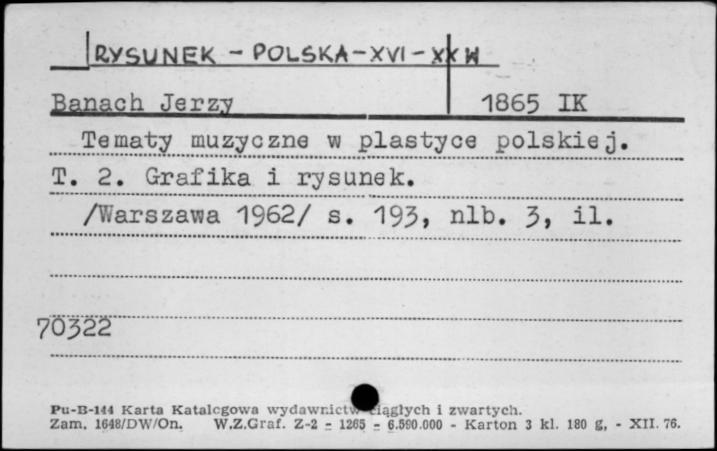 RYSUNEK - POLSKA - XVI - XX W
Banach Jerzy 1865 IK
Tematy muzyczne w plastyce polskiej.
T. 2. Grafika i rysunek.
/Warszawa 1962/ s. 193, nlb. 3, il.
70322
Pu-B-144 Karta Katalogowa wydawnictw ciągłych i zwartych.
Zam. 1648/DW/On. W.Z.Graf. Z-2 - 1265 - 6.590.000 - Karton 3 kl. 180 g, - XII. 76.